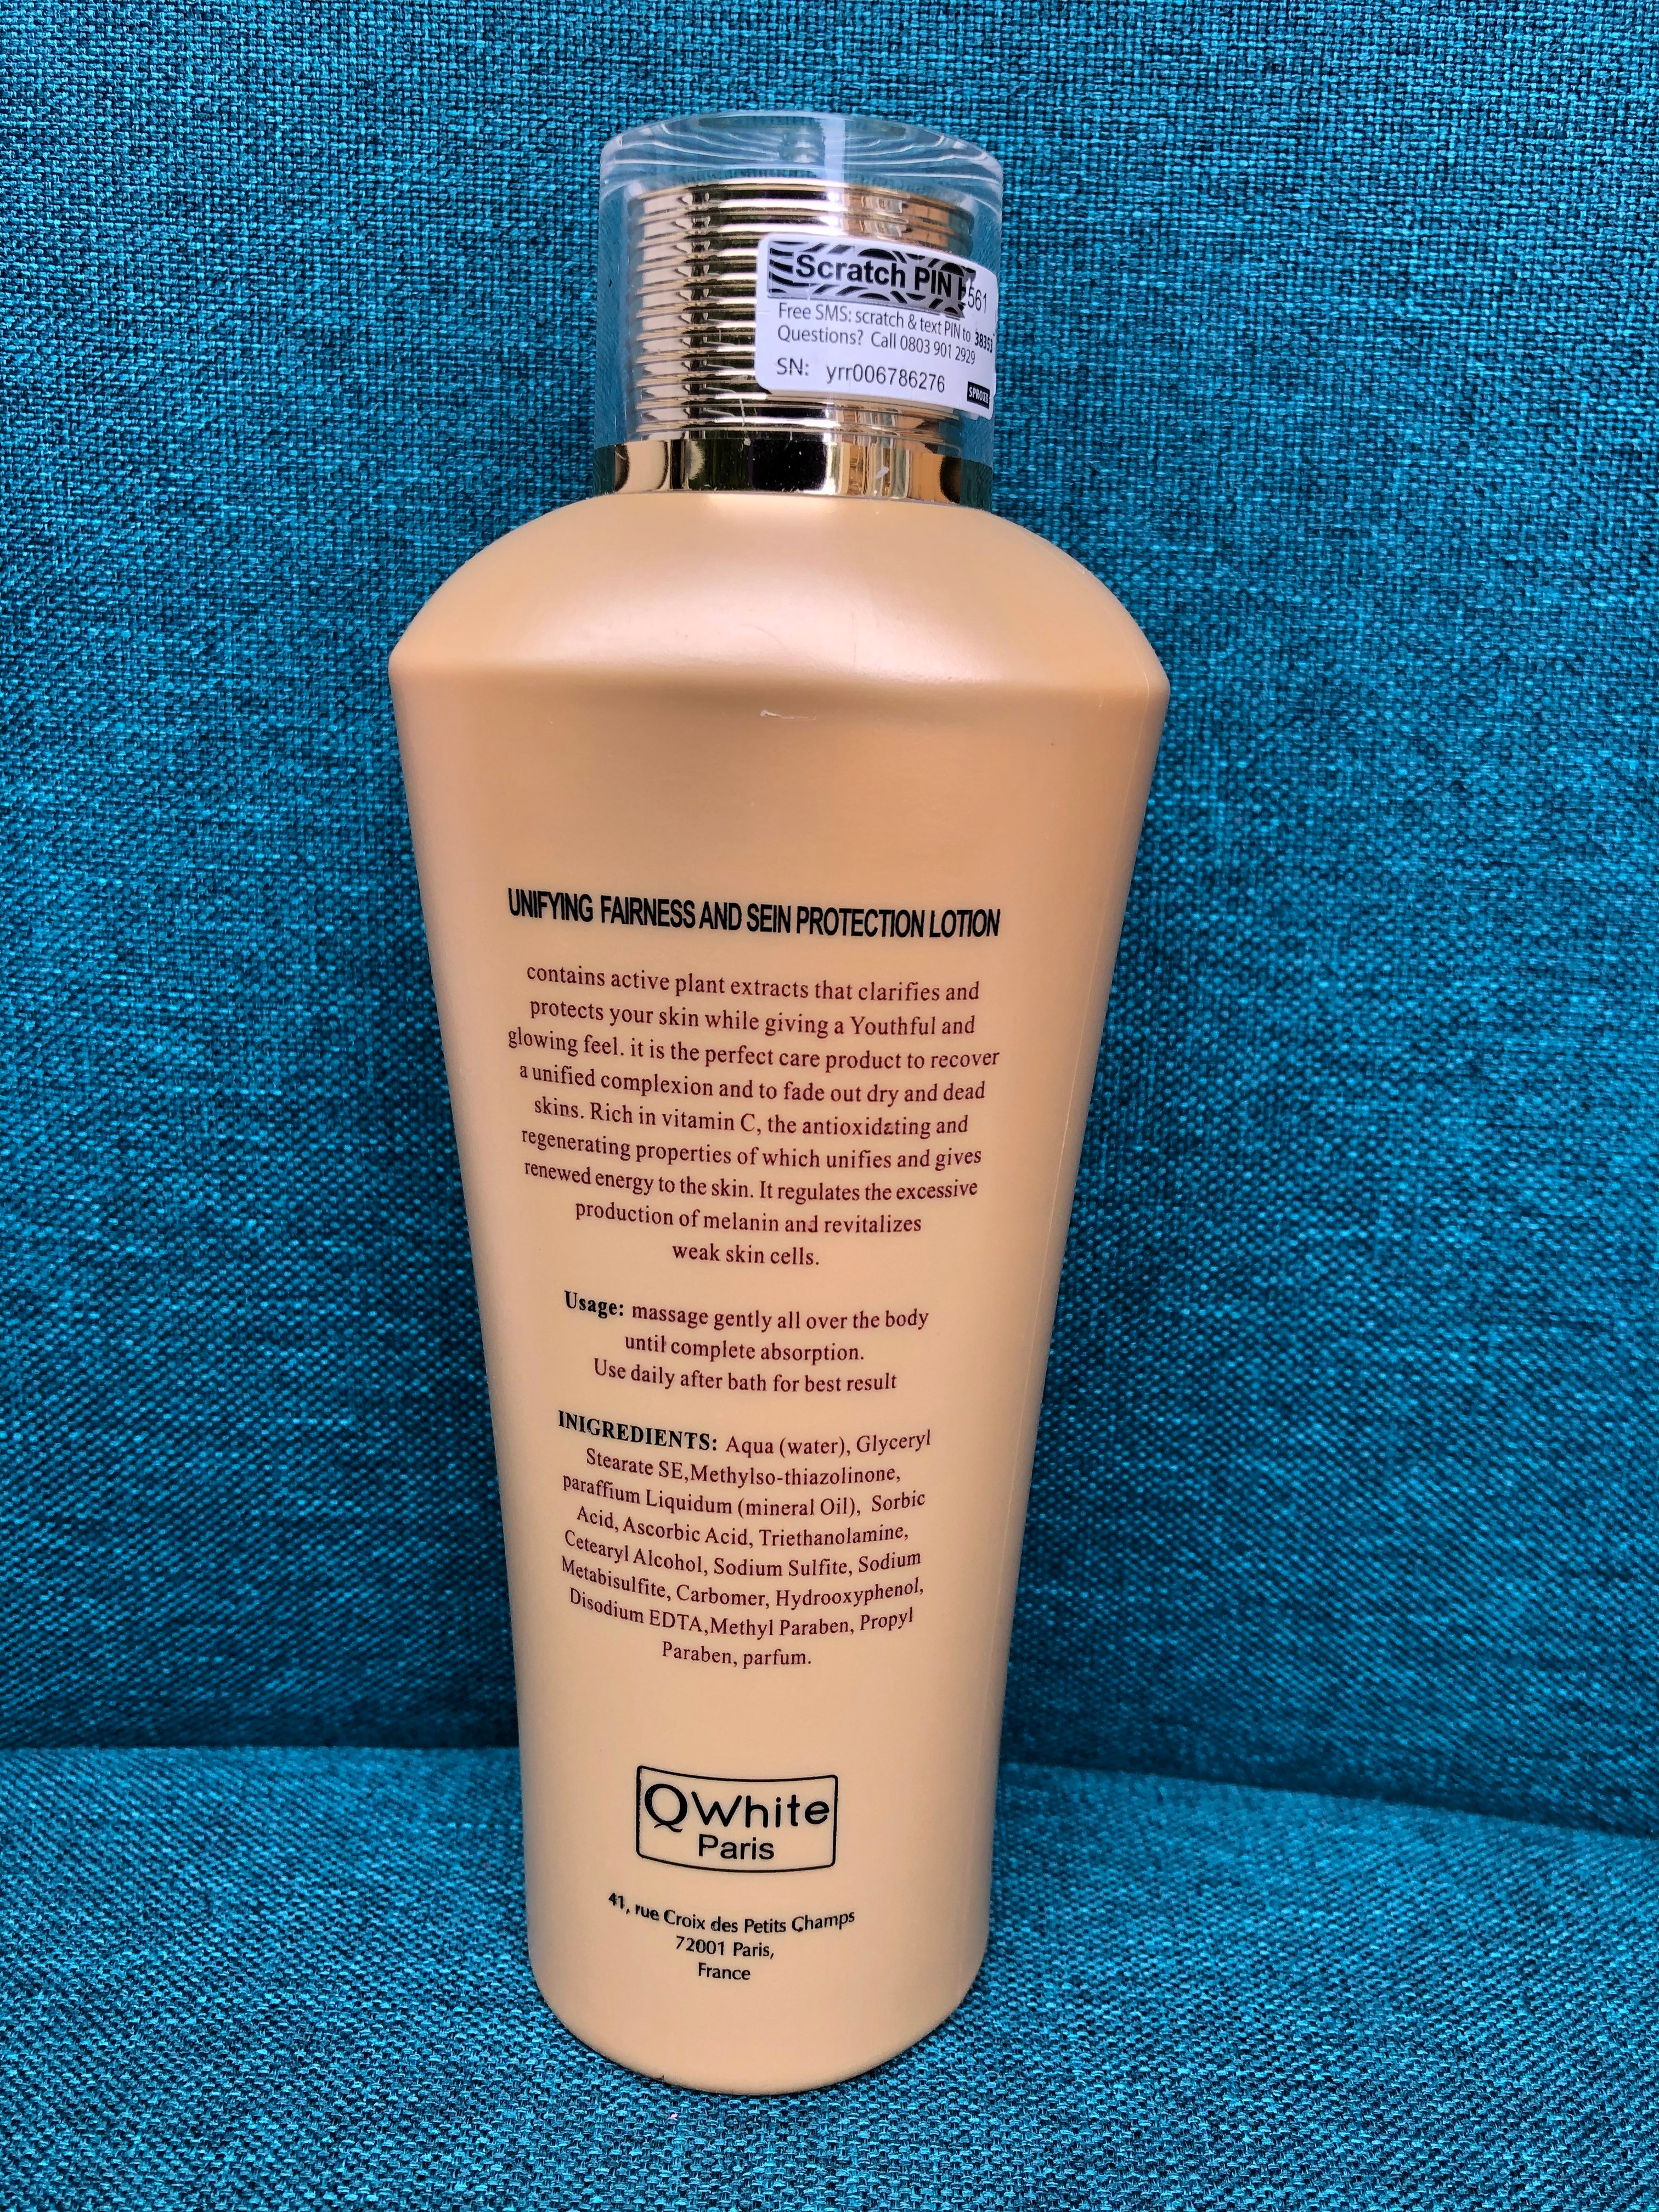 Scratch PIN
561
Free SMS: scratch & text PIN to 38353
Questions? Call 0803 901 2929
SN: yrr006786276
SPROXIL
UNIFYING FAIRNESS AND SEIN PROTECTION LOTION
contains active plant extracts that clarifies and
protects your skin while giving a Youthful and
glowing feel. it is the perfect care product to recover
a unified complexion and to fade out dry and dead
skins. Rich in vitamin C, the antioxidating and
regenerating properties of which unifies and gives
renewed energy to the skin. It regulates the excessive
production of melanin and revitalizes
weak skin cells.
Usage: massage gently all over the body
until complete absorption.
Use daily after bath for best result
INIGREDIENTS: Aqua (water), Glyceryl
Stearate SE,Methylso-thiazolinone,
paraffium Liquidum (mineral Oil), Sorbic
Acid, Ascorbic Acid, Triethanolamine,
Cetearyl Alcohol, Sodium Sulfite, Sodium
Metabisulfite, Carbomer, Hydrooxyphenol,
Disodium EDTA,Methyl Paraben, Propyl
Paraben, parfum.
QWhite
Paris
41, rue Croix des Petits Champs
72001 Paris,
France